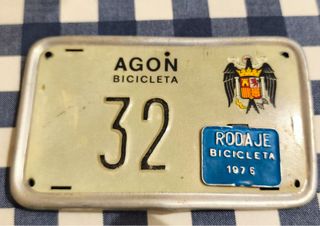 AGON
BICICLETA
32
RODAJE
BICICLETA
1976